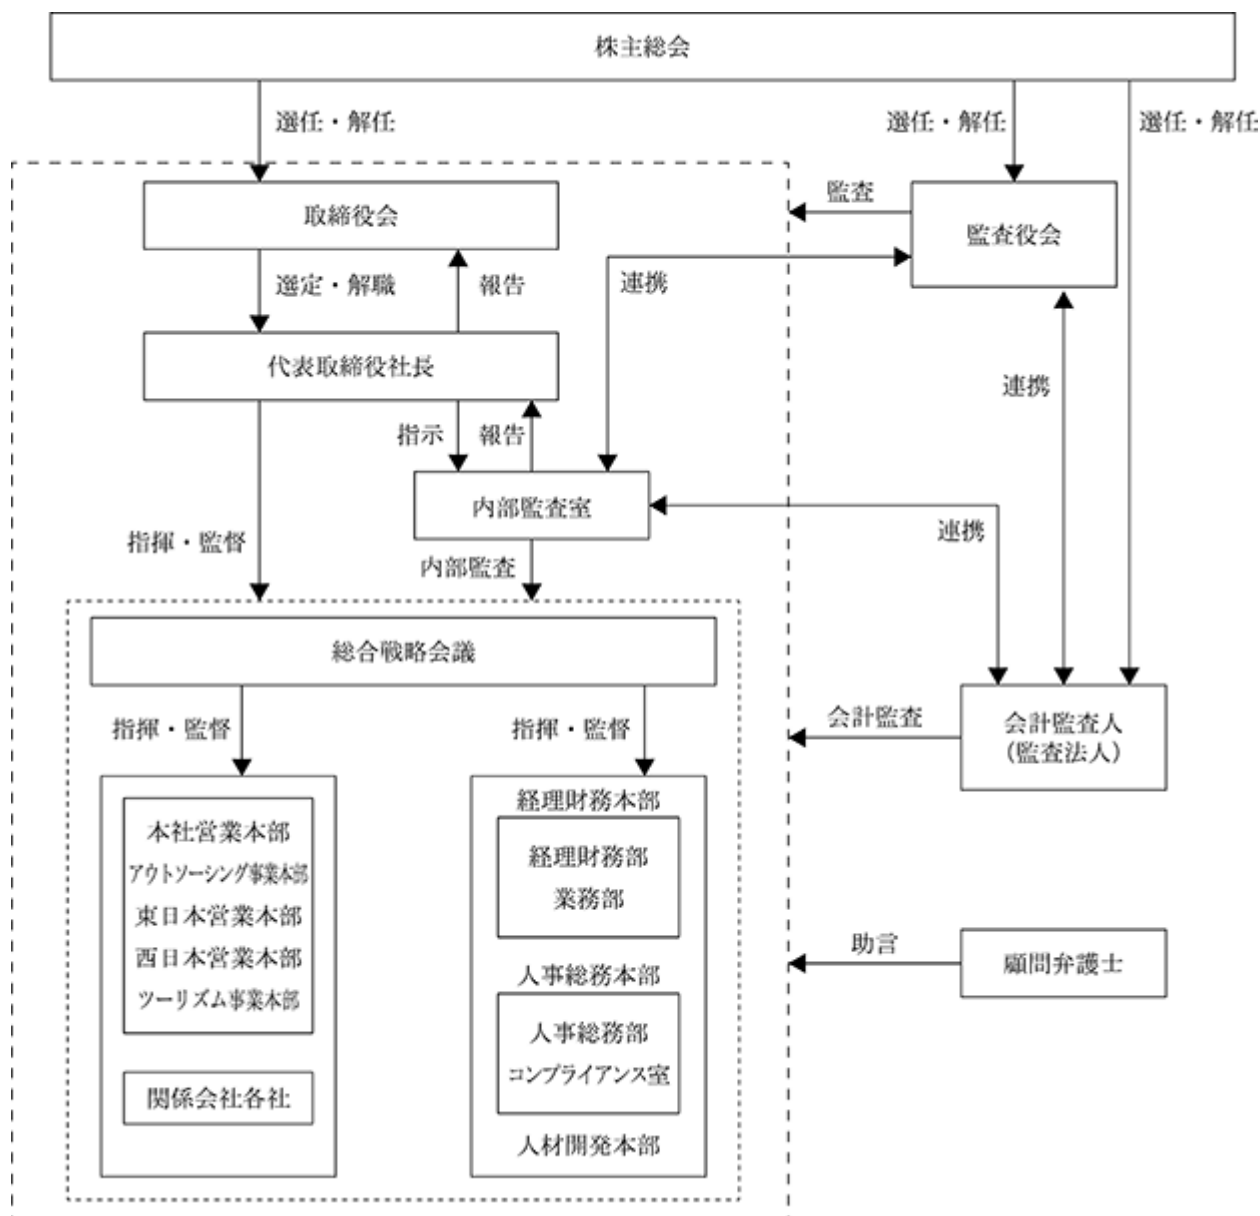 株主総会
選任・解任
選任・解任
選任・解任
取締役会
監査
監査役会
選定・解職
報告
連携
代表取締役社長
連携
指示
報告
内部監査室
連携
指揮・監督
内部監査
総合戦略会議
指揮・監督
指揮・監督
会計監査
会計監査人
（監査法人）
本社営業本部
アウトソーシング事業本部
東日本営業本部
西日本営業本部
ツーリズム事業本部
関係会社各社
経理財務本部
経理財務部
業務部
人事総務本部
人事総務部
コンプライアンス室
人材開発本部
助言
顧問弁護士